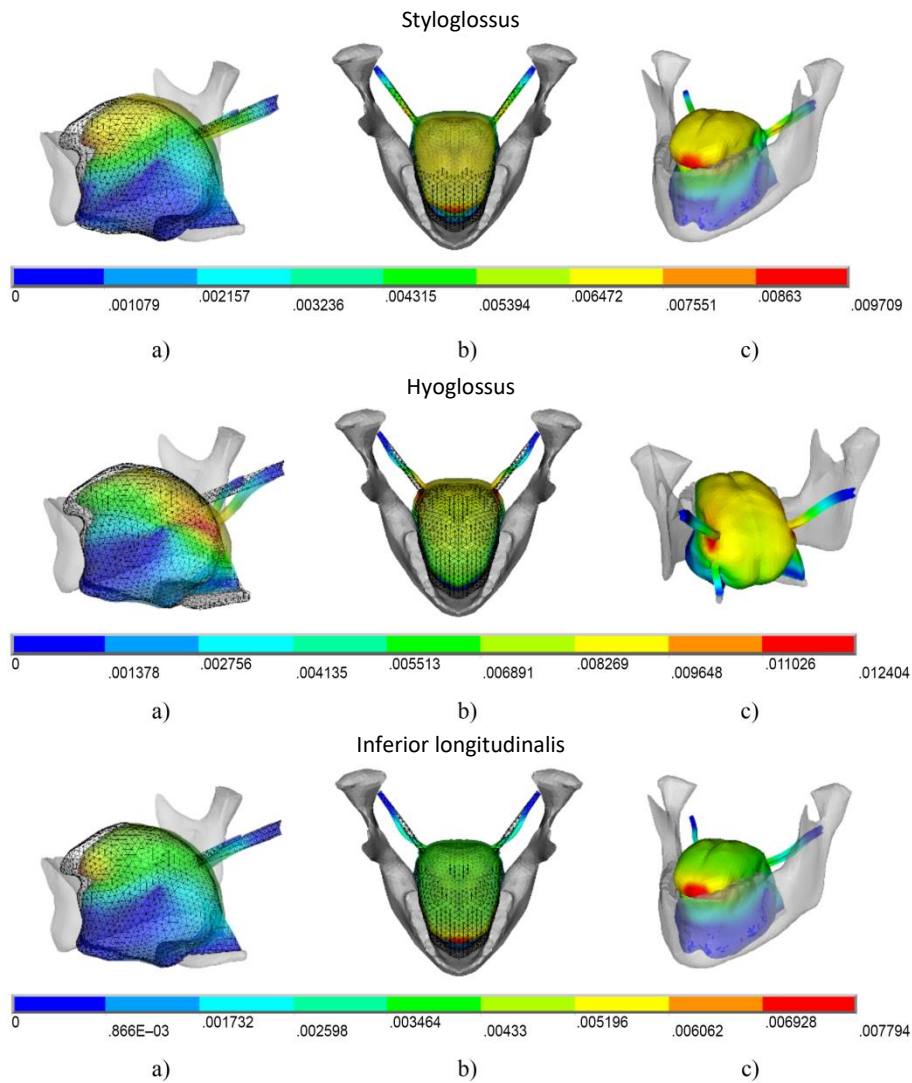 Styloglossus
0 .002157 .004315 .006472 .00863
.001079 .003236 .005394 .007551 .009709
a) b) c)
Hyoglossus
0 .002756 .005513 .008269 .011026
.001378 .004135 .006891 .009648 .012404
a) b) c)
Inferior longitudinalis
0 .001732 .003464 .005196 .006928
.866E–03 .002598 .00433 .006062 .007794
a) b) c)